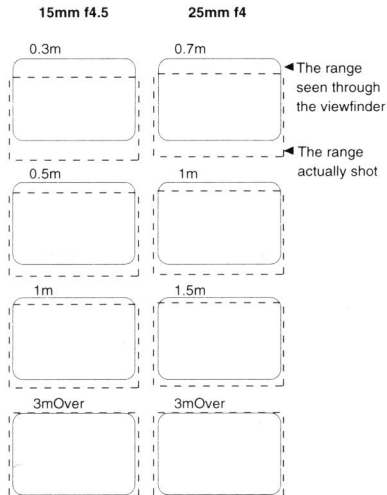 15mm f4.5 25mm f4
0.3m 0.7m
The range
seen through
the viewfinder
The range
actually shot
0.5m 1m
1m 1.5m
3mOver 3mOver